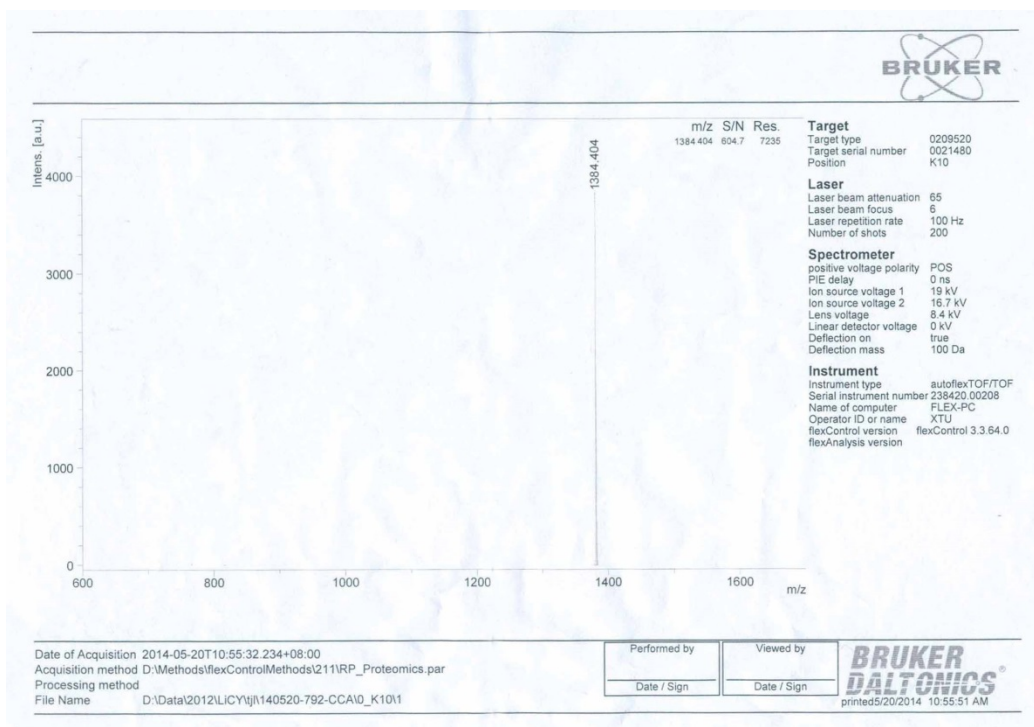 BRUKER
Intens. [a.u.]
4000
3000
2000
1000
0
600
800
1000
1200
1400
1600
m/z
1384.404
m/z S/N Res.
1384.404 604.7 7235
Target
Target type 0209520
Target serial number 0021480
Position K10
Laser
Laser beam attenuation 65
Laser beam focus 6
Laser repetition rate 100 Hz
Number of shots 200
Spectrometer
positive voltage polarity POS
PIE delay 0 ns
Ion source voltage 1 19 kV
Ion source voltage 2 16.7 kV
Lens voltage 8.4 kV
Linear detector voltage 0 kV
Deflection on true
Deflection mass 100 Da
Instrument
Instrument type autoflexTOF/TOF
Serial instrument number 238420.00208
Name of computer FLEX-PC
Operator ID or name XTU
flexControl version flexControl 3.3.64.0
flexAnalysis version
Date of Acquisition 2014-05-20T10:55:32.234+08:00
Acquisition method D:\Methods\flexControlMethods\211\RP_Proteomics.par
Processing method
File Name D:\Data\2012\LiCY\tjl\140520-792-CCA\0_K10\1
Performed by
Date / Sign
Viewed by
Date / Sign
BRUKER
DALTONICS®
printed5/20/2014 10:55:51 AM